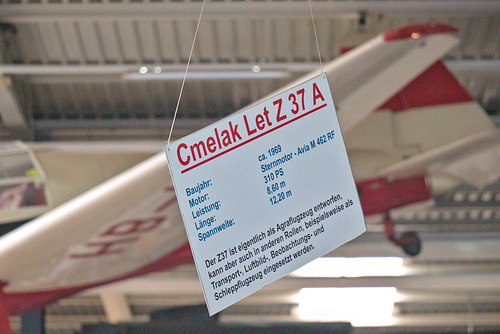 Cmelak Let Z 37 A
Baujahr: ca. 1969
Motor: Sternmotor - Avia M 462 RF
Leistung: 310 PS
Länge: 8,60 m
Spannweite: 12,20 m
Der Z37 ist eigentlich als Agraflugzeug entworfen,
kann aber auch in anderen Rollen, beispielsweise als
Transport-, Luftbild-, Beobachtungs- und
Schleppflugzeug eingesetzt werden.
HB-